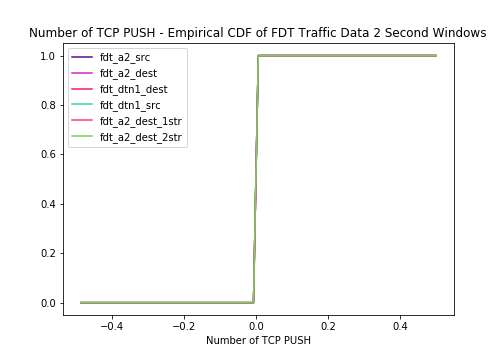 Number of TCP PUSH - Empirical CDF of FDT Traffic Data 2 Second Windows
1.0
0.8
0.6
0.4
0.2
0.0
fdt_a2_src
fdt_a2_dest
fdt_dtn1_dest
fdt_dtn1_src
fdt_a2_dest_1str
fdt_a2_dest_2str
−0.4 −0.2 0.0 0.2 0.4
Number of TCP PUSH